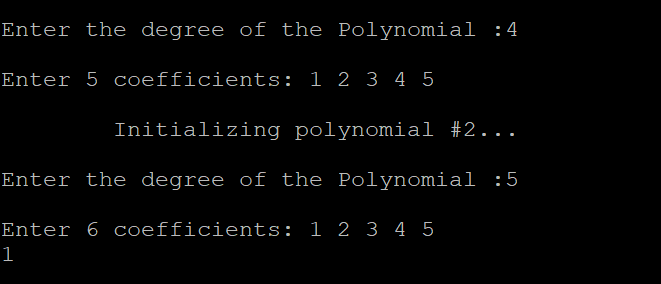 Enter the degree of the Polynomial :4
Enter 5 coefficients: 1 2 3 4 5
Initializing polynomial #2...
Enter the degree of the Polynomial :5
Enter 6 coefficients: 1 2 3 4 5
1